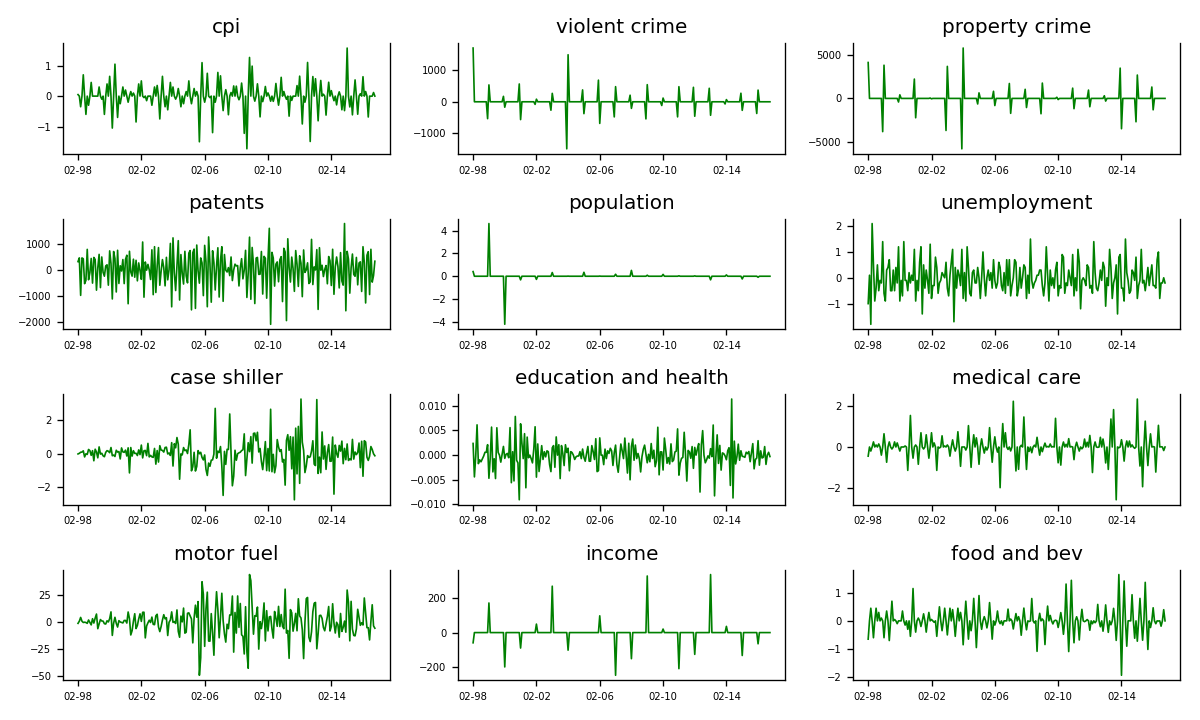 cpi violent crime property crime
1
0
−1
02-98 02-02 02-06 02-10 02-14
1000
0
−1000
02-98 02-02 02-06 02-10 02-14
5000
0
−5000
02-98 02-02 02-06 02-10 02-14
patents population unemployment
1000
0
−1000
−2000
02-98 02-02 02-06 02-10 02-14
4
2
0
−2
−4
02-98 02-02 02-06 02-10 02-14
2
1
0
−1
02-98 02-02 02-06 02-10 02-14
case shiller education and health medical care
2
0
−2
02-98 02-02 02-06 02-10 02-14
0.010
0.005
0.000
−0.005
−0.010
02-98 02-02 02-06 02-10 02-14
2
0
−2
02-98 02-02 02-06 02-10 02-14
motor fuel income food and bev
25
0
−25
−50
02-98 02-02 02-06 02-10 02-14
200
0
−200
02-98 02-02 02-06 02-10 02-14
1
0
−1
−2
02-98 02-02 02-06 02-10 02-14